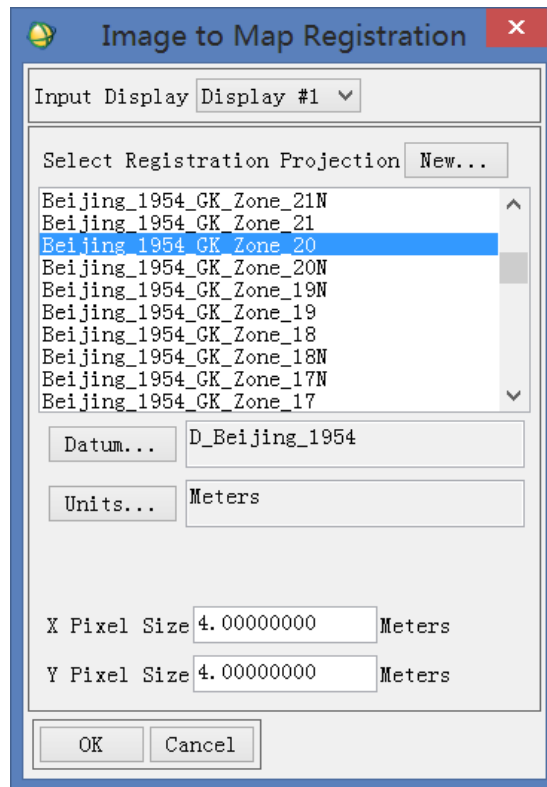 Image to Map Registration
Input Display Display #1
Select Registration Projection New...
Beijing_1954_GK_Zone_21N
Beijing_1954_GK_Zone_21
Beijing_1954_GK_Zone_20
Beijing_1954_GK_Zone_20N
Beijing_1954_GK_Zone_19N
Beijing_1954_GK_Zone_19
Beijing_1954_GK_Zone_18
Beijing_1954_GK_Zone_18N
Beijing_1954_GK_Zone_17N
Beijing_1954_GK_Zone_17
Datum... D_Beijing_1954
Units... Meters
X Pixel Size 4.00000000 Meters
Y Pixel Size 4.00000000 Meters
OK Cancel